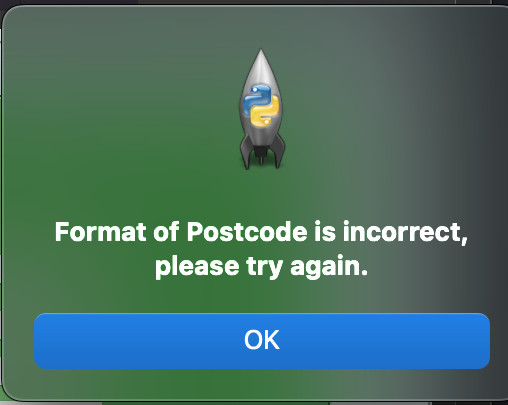 Format of Postcode is incorrect,
please try again.
OK